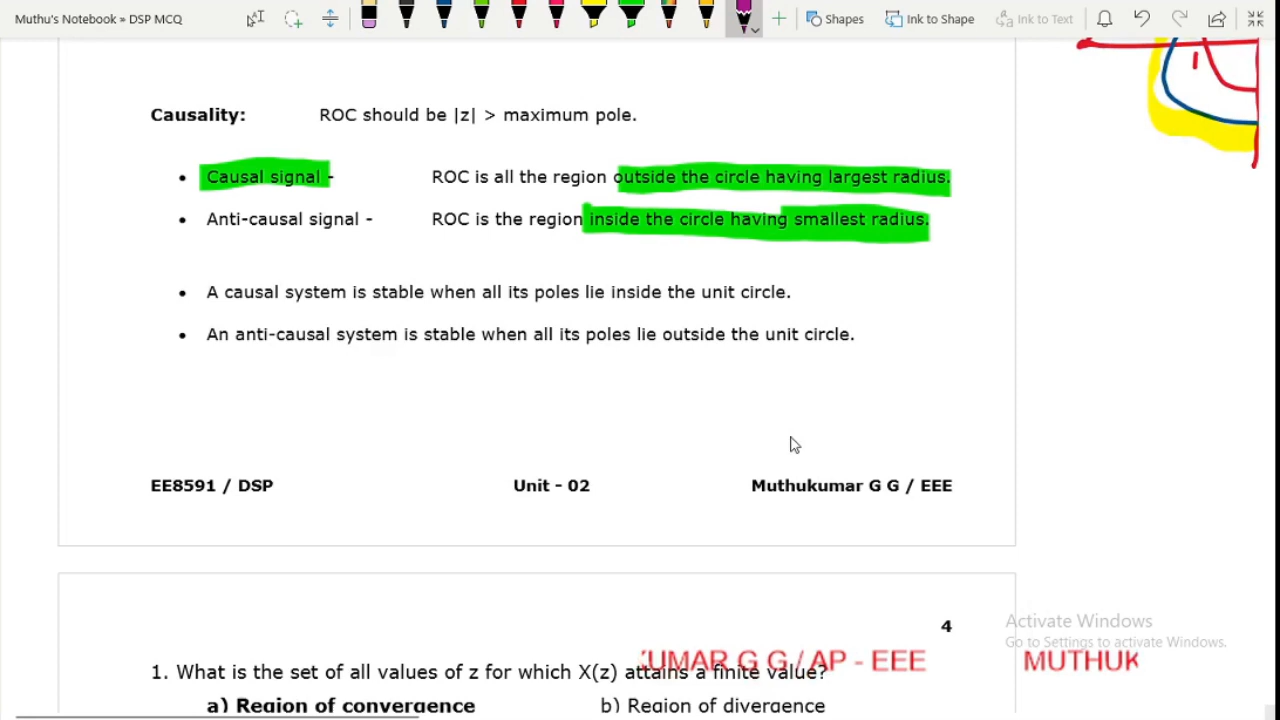 Muthu's Notebook » DSP MCQ
Shapes
Ink to Shape
Ink to Text
Causality: ROC should be |z| > maximum pole.
• Causal signal - ROC is all the region outside the circle having largest radius.
• Anti-causal signal - ROC is the region inside the circle having smallest radius.
• A causal system is stable when all its poles lie inside the unit circle.
• An anti-causal system is stable when all its poles lie outside the unit circle.
EE8591 / DSP Unit - 02 Muthukumar G G / EEE
Activate Windows
Go to Settings to activate Windows.
4
UMAR G G / AP - EEE MUTHUK
1. What is the set of all values of z for which X(z) attains a finite value?
a) Region of convergence b) Region of divergence